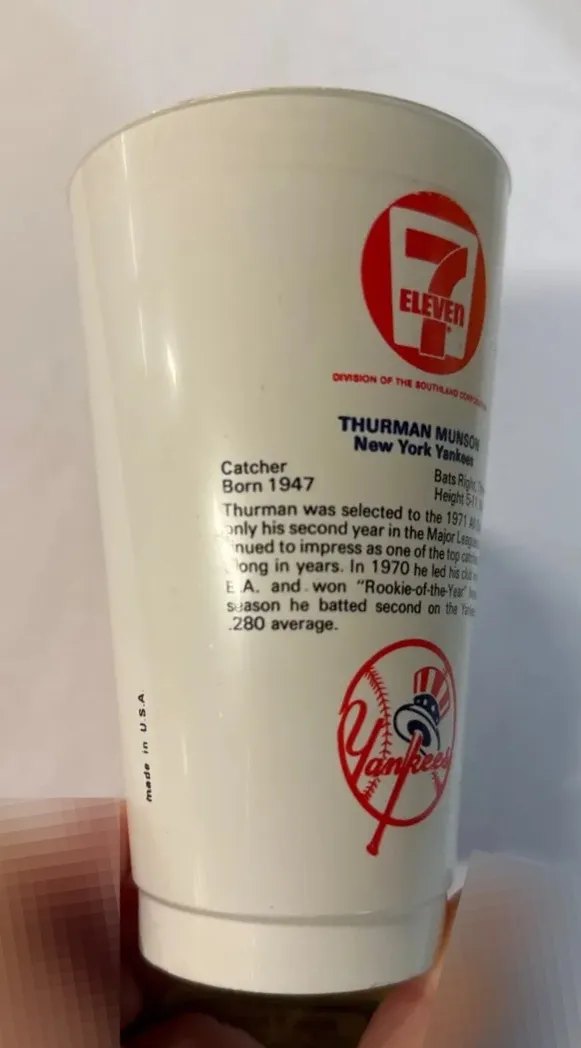 7
ELEVEn
DIVISION OF THE SOUTHLAND
THURMAN MUNSON
New York Yankees
Catcher
Bats Right,
Born 1947
Height 5-11
Thurman was selected to the 1971
only his second year in the Major
to impress as one of the top
in years. In 1970 he led his club
and won "Rookie-of-the-Year"
season he batted second on the
.280 average.
Yankees
made in U.S.A.